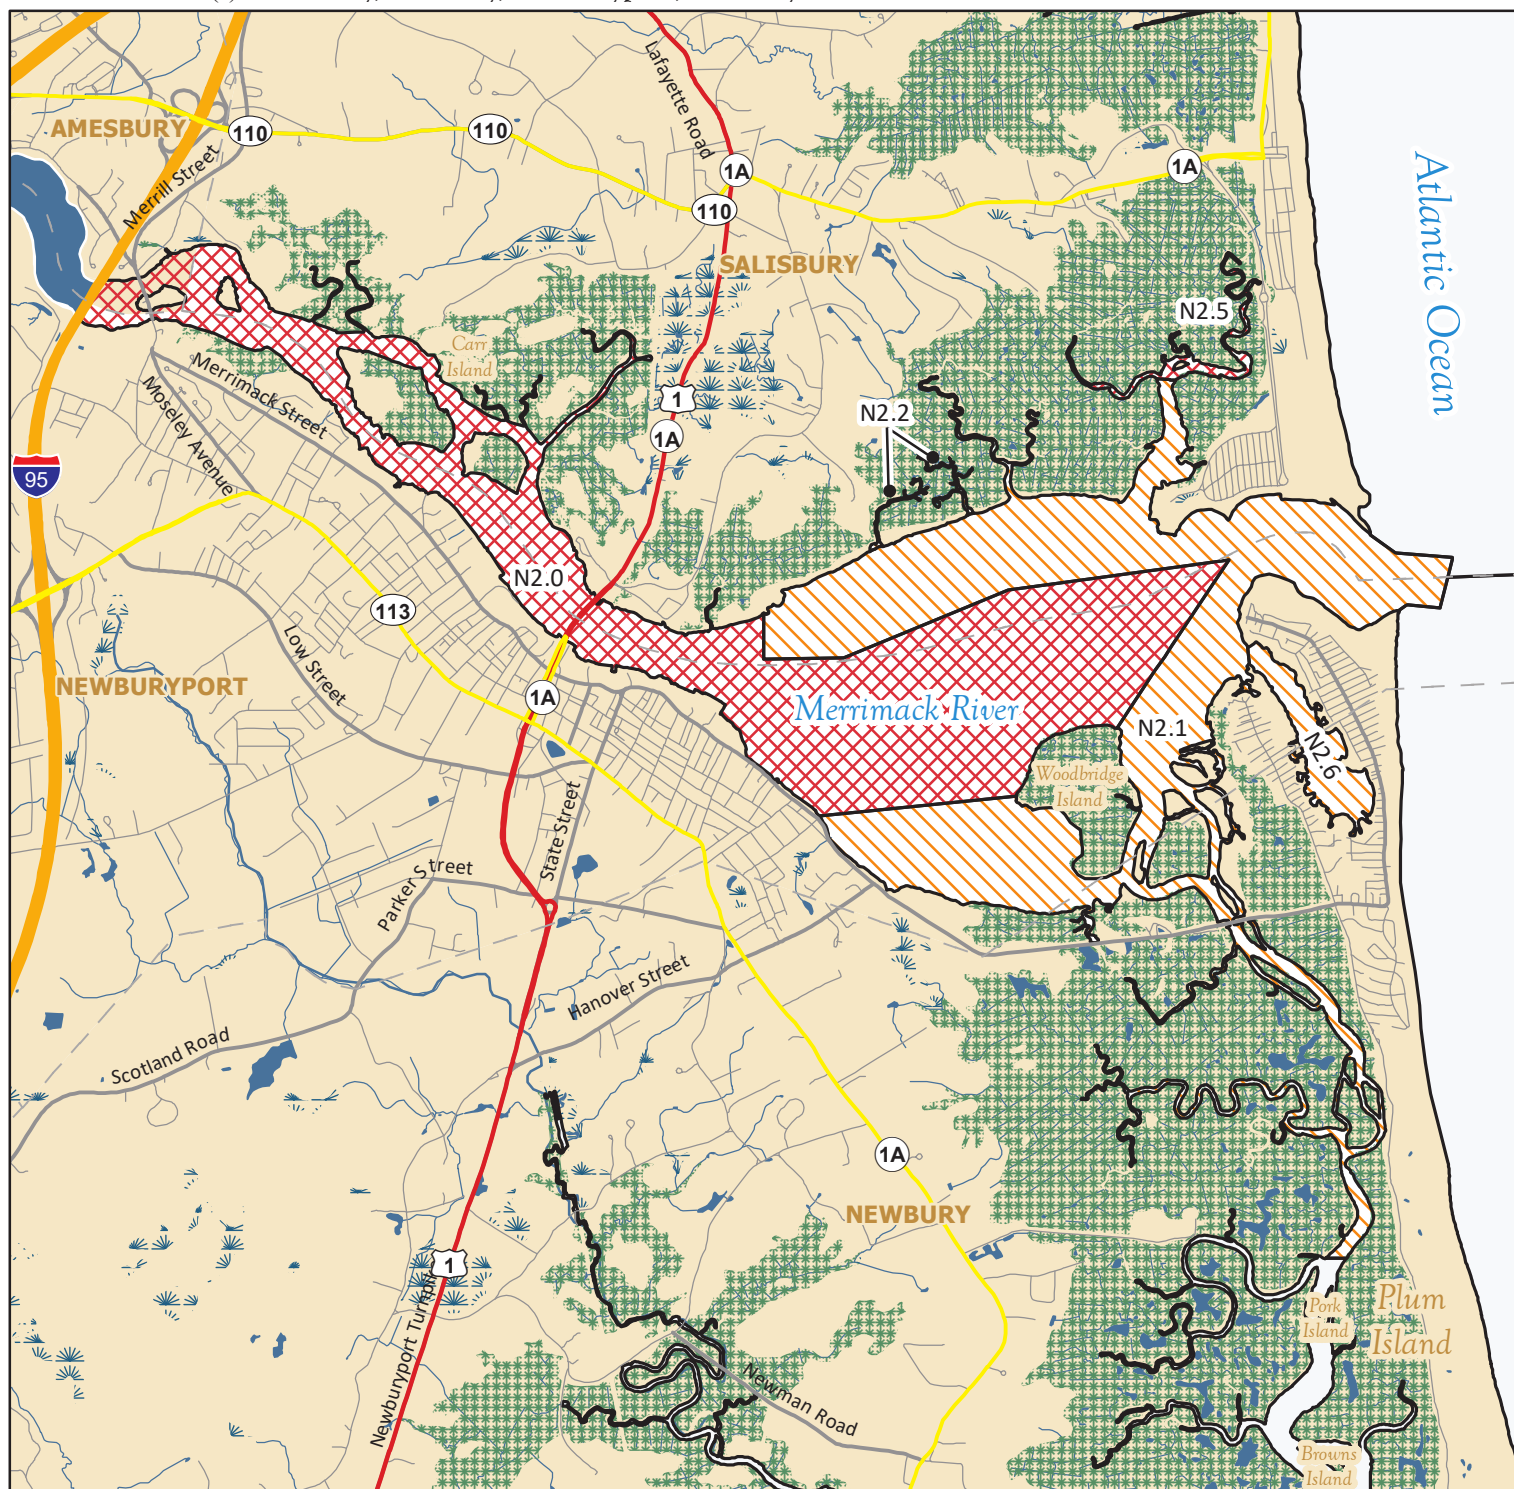 Lafayette Road
AMESBURY
110
110
1A
1A
Merrill Street
110
Atlantic Ocean
SALISBURY
N2.5
Carr
Island
Merrimack Street
Moseley Avenue
1
N2.2
1A
95
N2.0
113
Low Street
NEWBURYPORT
1A
Merrimack River
N2.1
N2.6
Woodbridge
Island
State Street
Parker Street
Hanover Street
Scotland Road
1A
NEWBURY
1
Newburyport Turnpike
Pork
Island
Plum
Island
Newman Road
Browns
Island